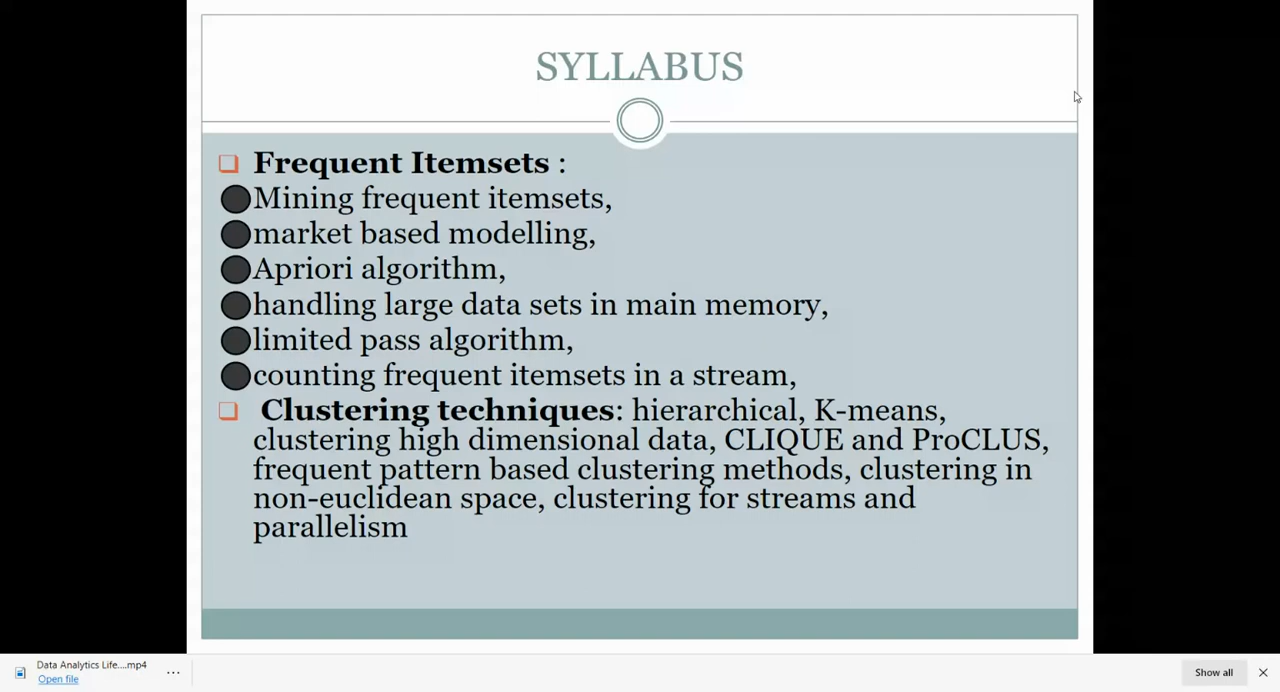 SYLLABUS
Frequent Itemsets :
Mining frequent itemsets,
market based modelling,
Apriori algorithm,
handling large data sets in main memory,
limited pass algorithm,
counting frequent itemsets in a stream,
Clustering techniques: hierarchical, K-means,
clustering high dimensional data, CLIQUE and ProCLUS,
frequent pattern based clustering methods, clustering in
non-euclidean space, clustering for streams and
parallelism
Data Analytics Life....mp4
Open file
Show all